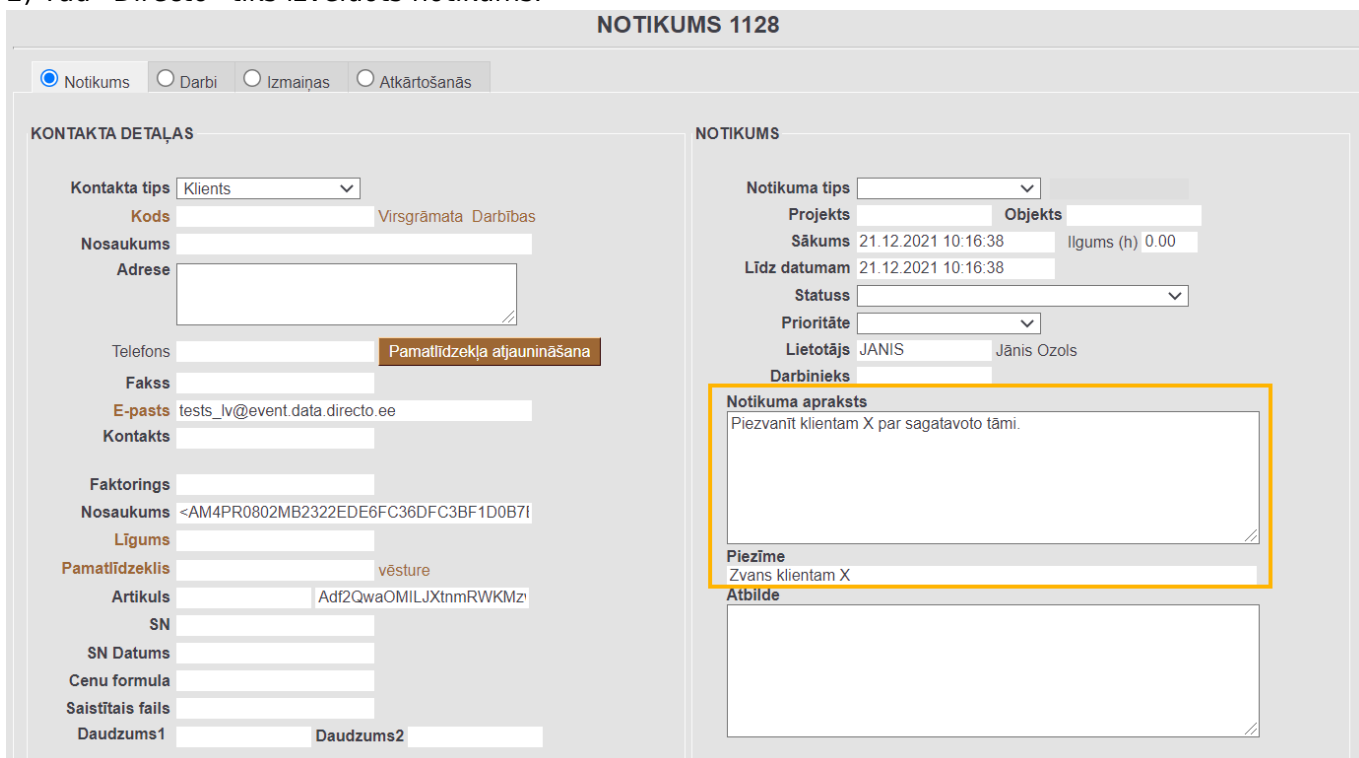 NOTIKUMS 1128
Notikums Darbi Izmaiņas Atkārtošanās
KONTAKTA DETAĻAS
Kontakta tips Klients
Kods Virsgrāmata Darbības
Nosaukums
Adrese
Telefons Pamatlīdzekļa atjaunināšana
Fakss
E-pasts tests_lv@event.data.directo.ee
Kontakts
Faktorings
Nosaukums <AM4PR0802MB2322EDE6FC36DFC3BF1D0B7
Līgums
Pamatlīdzeklis vēsture
Artikuls Adf2QwaOMILJXtnmRWKMz
SN
SN Datums
Cenu formula
Saistītais fails
Daudzums1 Daudzums2
NOTIKUMS
Notikuma tips
Projekts Objekts
Sākums 21.12.2021 10:16:38 Ilgums (h) 0.00
Līdz datumam 21.12.2021 10:16:38
Statuss
Prioritāte
Lietotājs JANIS Jānis Ozols
Darbinieks
Notikuma apraksts
Piezvanīt klientam X par sagatavoto tāmi.
Piezīme
Zvans klientam X
Atbilde